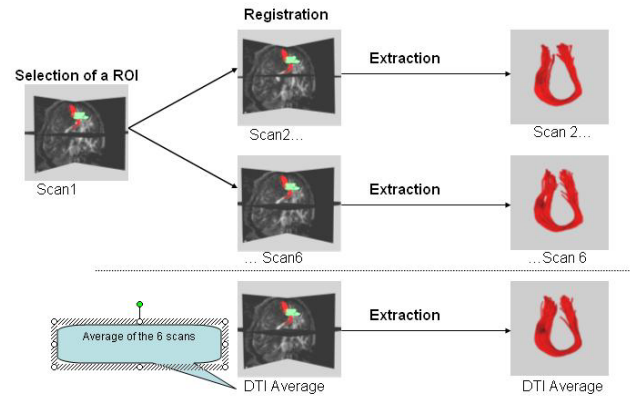 Registration
Selection of a ROI
Extraction
Scan1
Scan2...
Scan 2...
Extraction
... Scan6
...Scan 6
Average of the 6 scans
Extraction
DTI Average
DTI Average